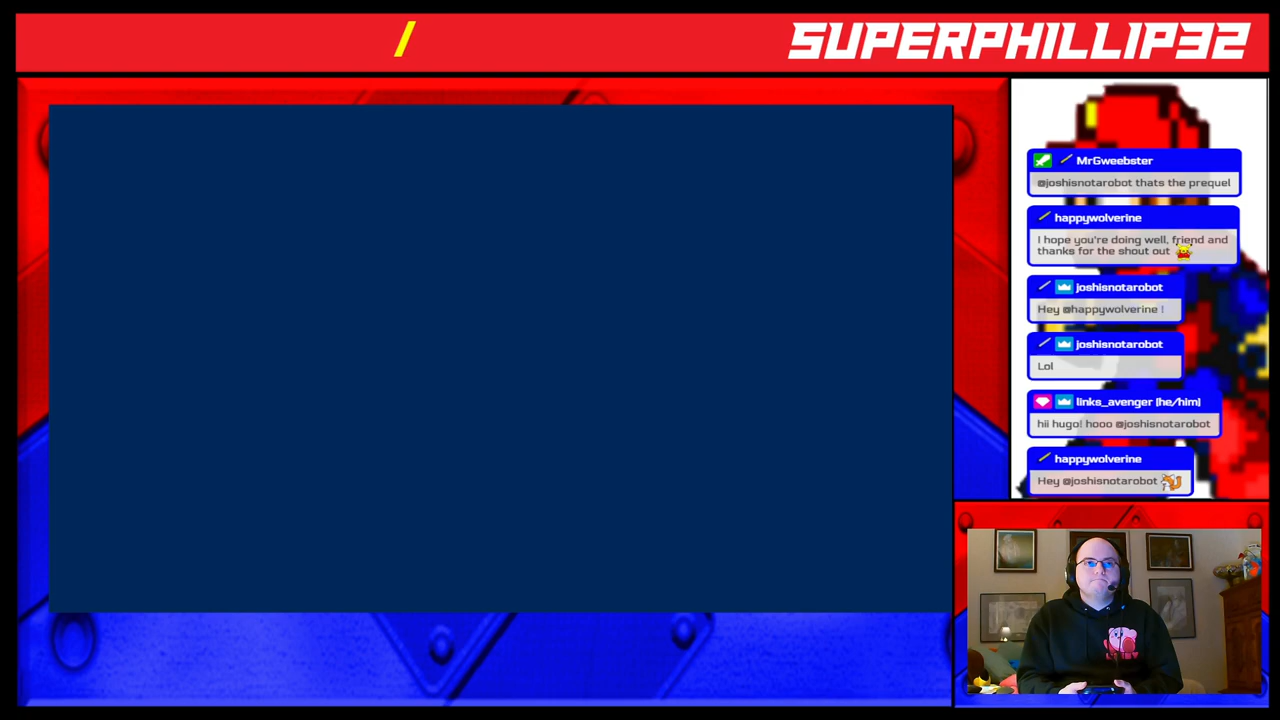 /
SUPERPHILLIP32
MrGweebster
@joshisnotarobot thats the prequel
happywolverine
I hope you're doing well, friend and
thanks for the shout out
joshisnotarobot
Hey @happywolverine !
joshisnotarobot
Lol
links_avenger (he/him)
hii hugo! hooo @joshisnotarobot
happywolverine
Hey @joshisnotarobot